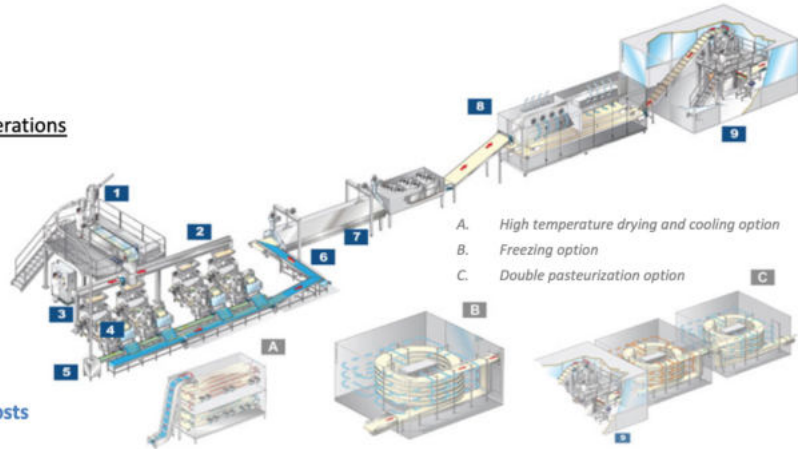 erations
1
2
3
4
5
6
7
8
9
A. High temperature drying and cooling option
B. Freezing option
C. Double pasteurization option
A
B
C
9
osts